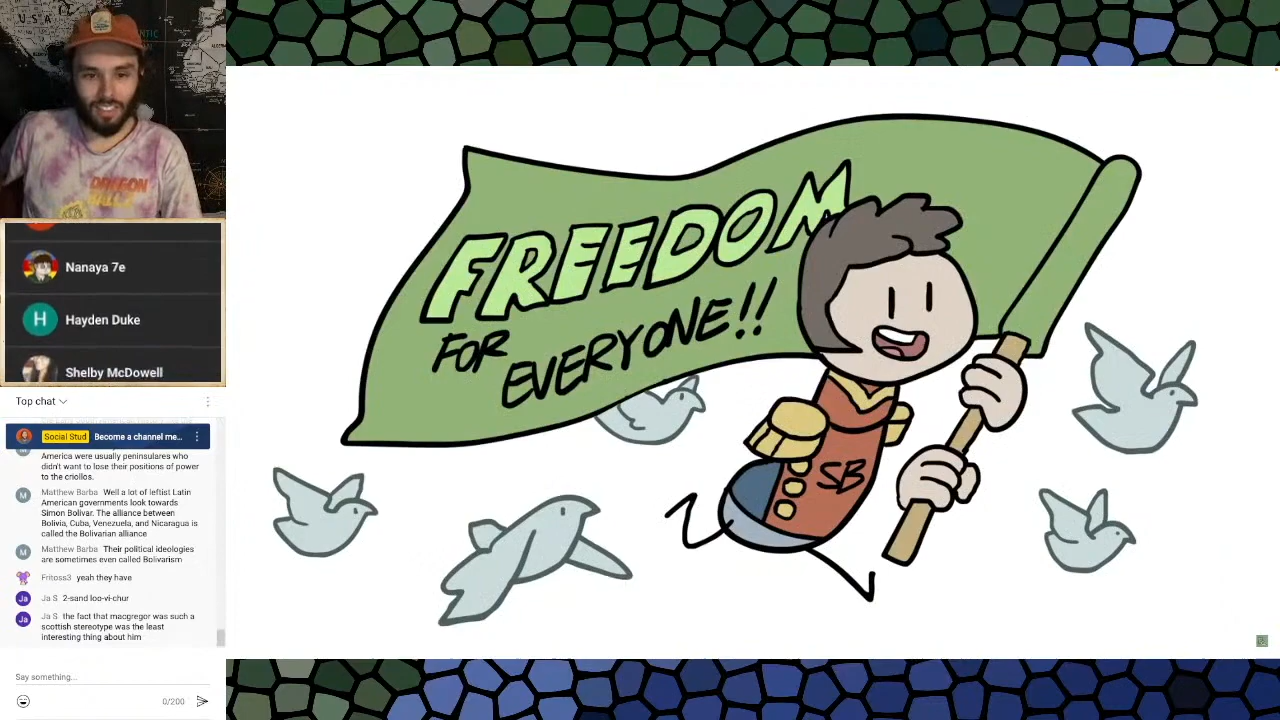 USA
FREEDOM
FOR
EVERYONE!!
SB
Nanaya 7e
H
Hayden Duke
Shelby McDowell
Top chat
Social Stud Become a channel me...
America were usually peninsulares who
didn't want to lose their positions of power
to the criollos.
M
Matthew Barba Well a lot of leftist Latin
American governments look towards
Simon Bolivar. The alliance between
Bolivia, Cuba, Venezuela, and Nicaragua is
called the Bolivarian alliance
M
Matthew Barba Their political ideologies
are sometimes even called Bolivarism
Fritoss3 yeah they have
Ja
Ja S 2-sand loo-vi-chur
Ja
Ja S the fact that macgregor was such a
scottish stereotype was the least
interesting thing about him
Say something...
0/200